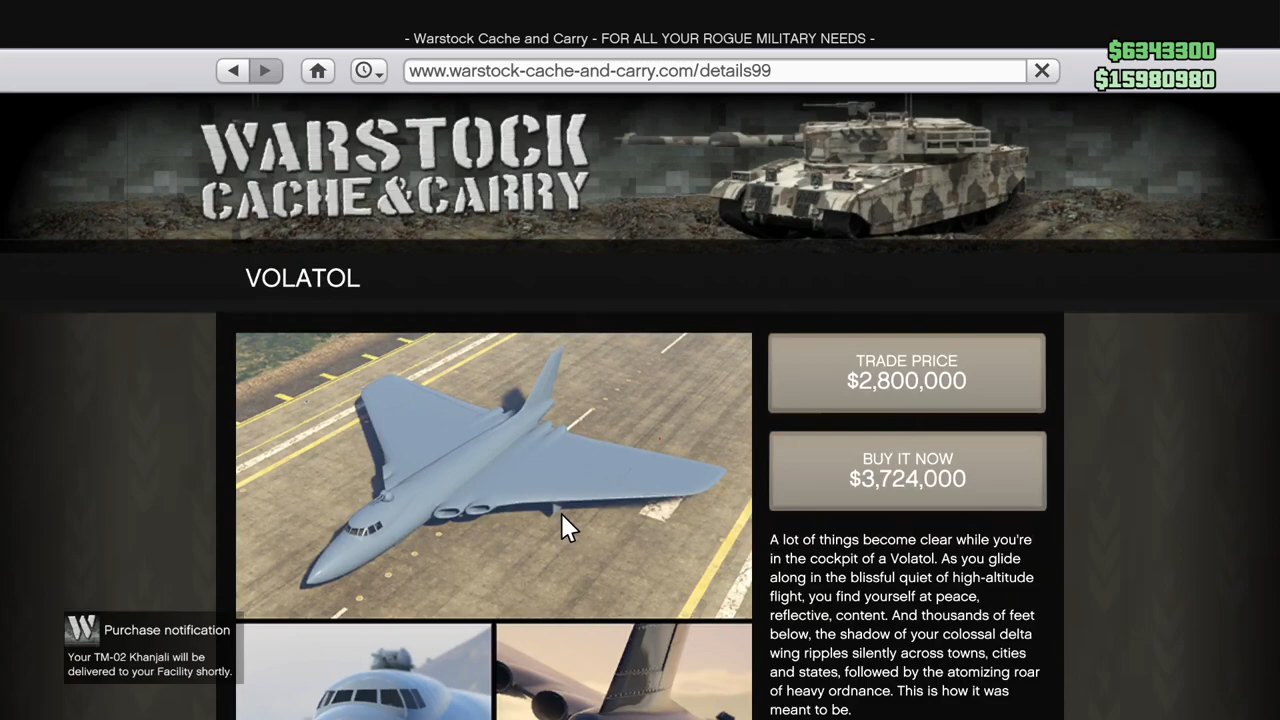 - Warstock Cache and Carry - FOR ALL YOUR ROGUE MILITARY NEEDS -
$6343300
www.warstock-cache-and-carry.com/details99
$15980980
WARSTOCK
CACHE&CARRY
VOLATOL
TRADE PRICE
$2,800,000
BUY IT NOW
$3,724,000
A lot of things become clear while you're
in the cockpit of a Volatol. As you glide
along in the blissful quiet of high-altitude
flight, you find yourself at peace,
reflective, content. And thousands of feet
below, the shadow of your colossal delta
wing ripples silently across towns, cities
and states, followed by the atomizing roar
of heavy ordnance. This is how it was
meant to be.
W
Purchase notification
Your TM-02 Khanjali will be
delivered to your Facility shortly.